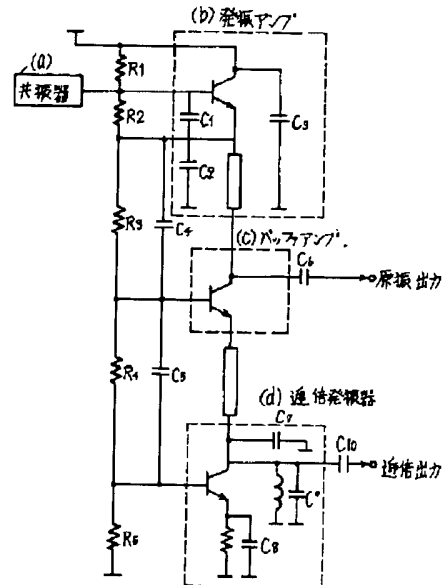 (b) 発振アンプ
(a)
共振器
R1
R2
C1
C2
C3
R3
C4
(c) バッファアンプ.
C6
原振出力
R4
C5
(d) 逓倍発振器
C7
C10
逓倍出力
C8
R5